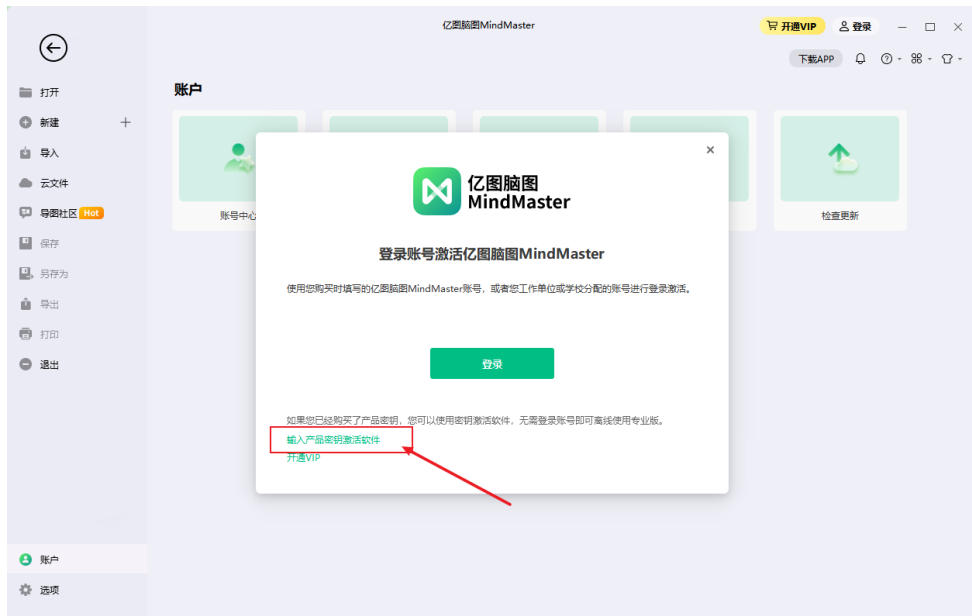 亿图脑图MindMaster
开通VIP
登录
下载APP
打开
账户
新建
导入
云文件
导图社区 Hot
保存
另存为
导出
打印
退出
账号中心
检查更新
亿图脑图
MindMaster
登录账号激活亿图脑图MindMaster
使用您购买时填写的亿图脑图MindMaster账号，或者您工作单位或学校分配的账号进行登录激活。
登录
如果您已经购买了产品密钥，您可以使用密钥激活软件，无需登录账号即可离线使用专业版。
输入产品密钥激活软件
开通VIP
账户
选项